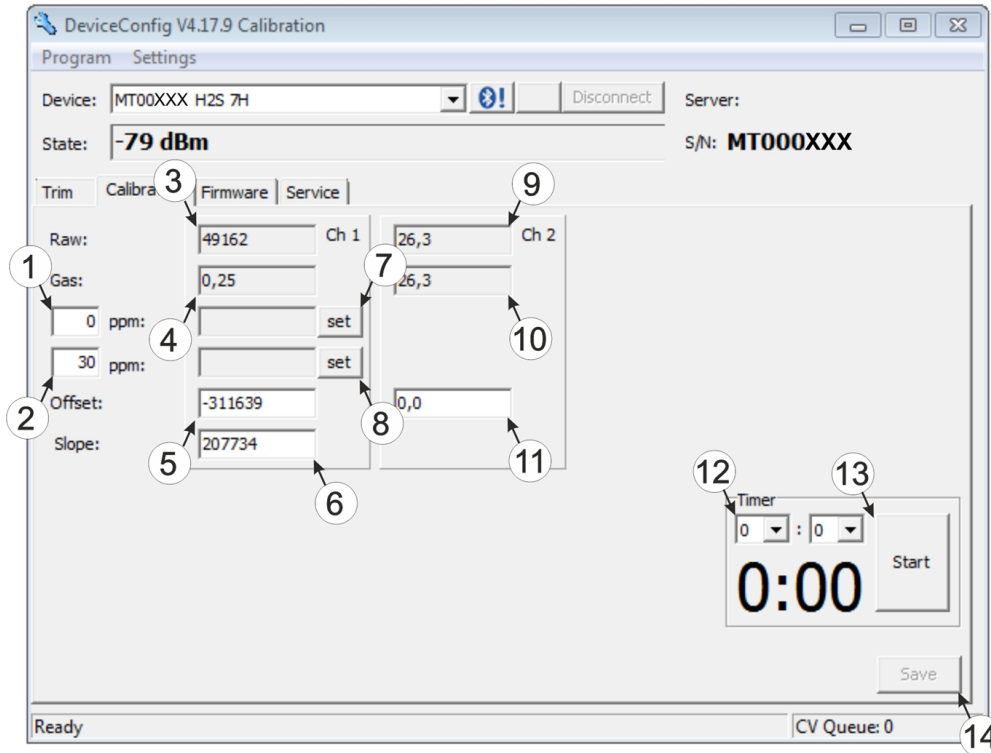 DeviceConfig V4.17.9 Calibration
Program Settings
Device: MT00XXX H2S 7H Disconnect Server:
State: -79 dBm S/N: MT000XXX
Trim Firmware Service
3 9
Raw: 49162 Ch 1 26,3 Ch 2
1 7
Gas: 0,25 26,3
0 ppm: set
4 10
30 ppm: set
2 8
Offset: -311639 0,0
Slope: 207734
5 6 11
12 13
Timer
0 : 0 Start
0:00
Save
14
Ready CV Queue: 0